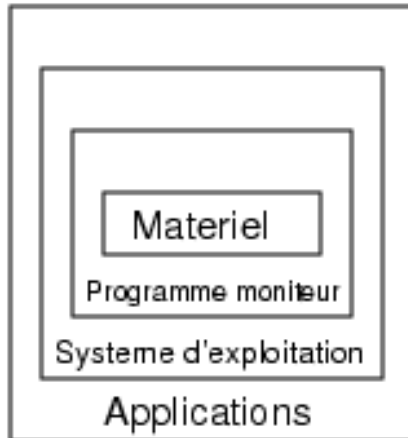 Materiel
Programme moniteur
Systeme d'exploitation
Applications